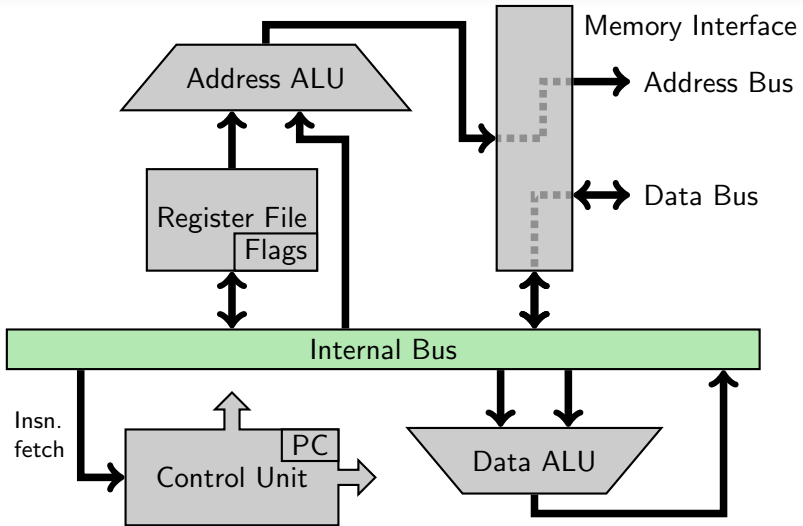 Memory Interface
Address ALU
Address Bus
Data Bus
Register File
Flags
Internal Bus
Insn.
fetch
PC
Control Unit
Data ALU